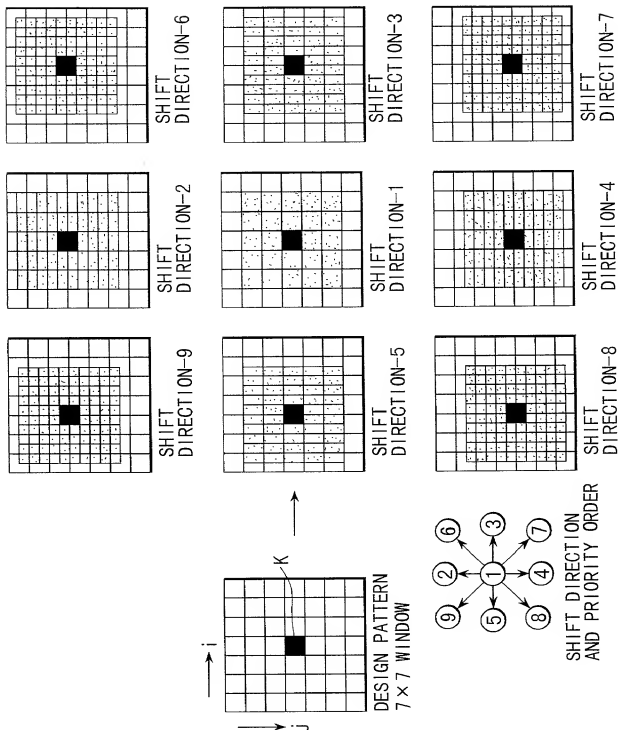 SHIFT
DIRECTION-9
SHIFT
DIRECTION-2
SHIFT
DIRECTION-6
i
j
K
DESIGN PATTERN
7×7 WINDOW
SHIFT
DIRECTION-5
SHIFT
DIRECTION-1
SHIFT
DIRECTION-3
9
2
6
5
1
3
8
4
7
SHIFT DIRECTION
AND PRIORITY ORDER
SHIFT
DIRECTION-8
SHIFT
DIRECTION-4
SHIFT
DIRECTION-7